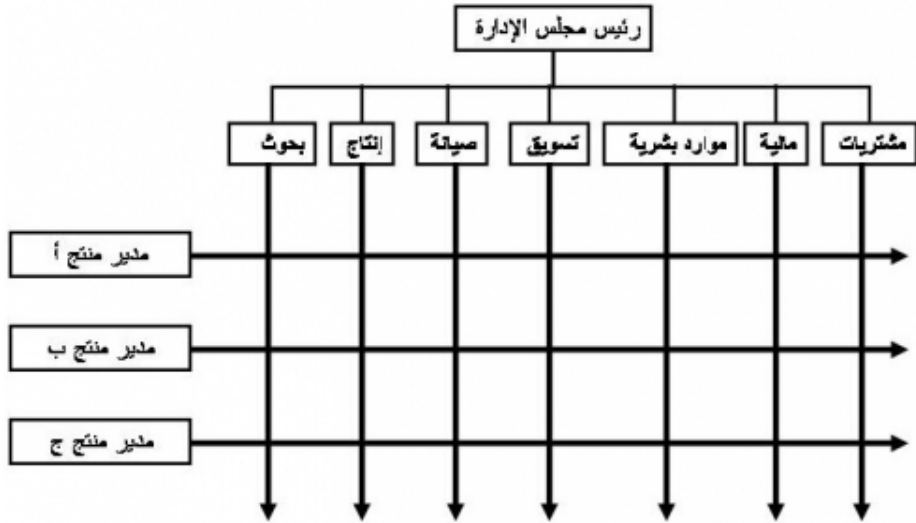 رئيس مجلس الإدارة
مشتريات
مالية
موارد بشرية
تسويق
صيانة
إنتاج
بحوث
مدير منتج أ
مدير منتج ب
مدير منتج ج